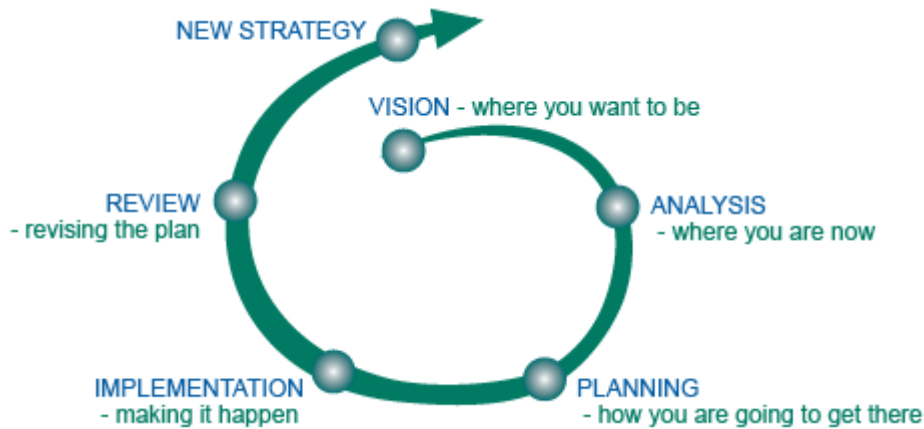 NEW STRATEGY
VISION - where you want to be
ANALYSIS
- where you are now
PLANNING
- how you are going to get there
IMPLEMENTATION
- making it happen
REVIEW
- revising the plan